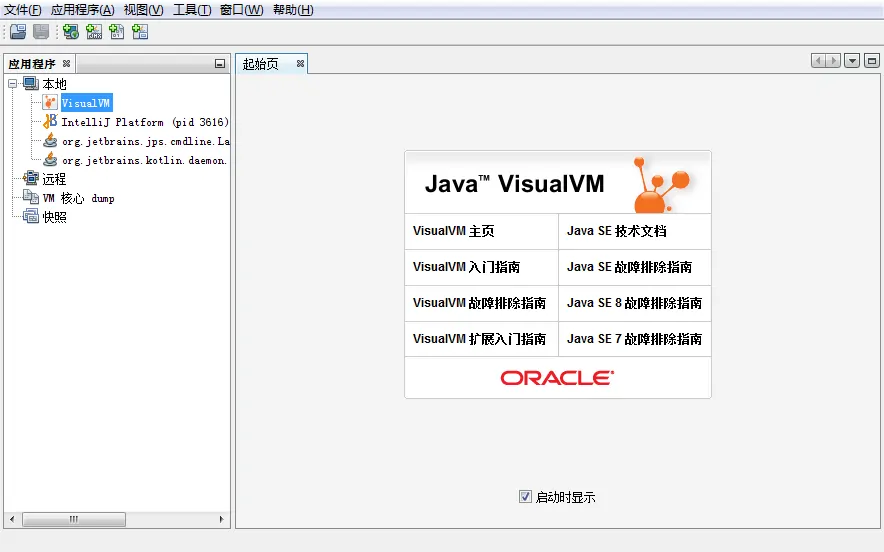 文件(F) 应用程序(A) 视图(V) 工具(T) 窗口(W) 帮助(H)
应用程序
起始页
本地
VisualVM
IntelliJ Platform (pid 3616)
org.jetbrains.jps.cmdline.La
org.jetbrains.kotlin.daemon.
远程
VM 核心 dump
快照
Java™ VisualVM
VisualVM 主页
Java SE 技术文档
VisualVM 入门指南
Java SE 故障排除指南
VisualVM 故障排除指南
Java SE 8 故障排除指南
VisualVM 扩展入门指南
Java SE 7 故障排除指南
ORACLE
启动时显示